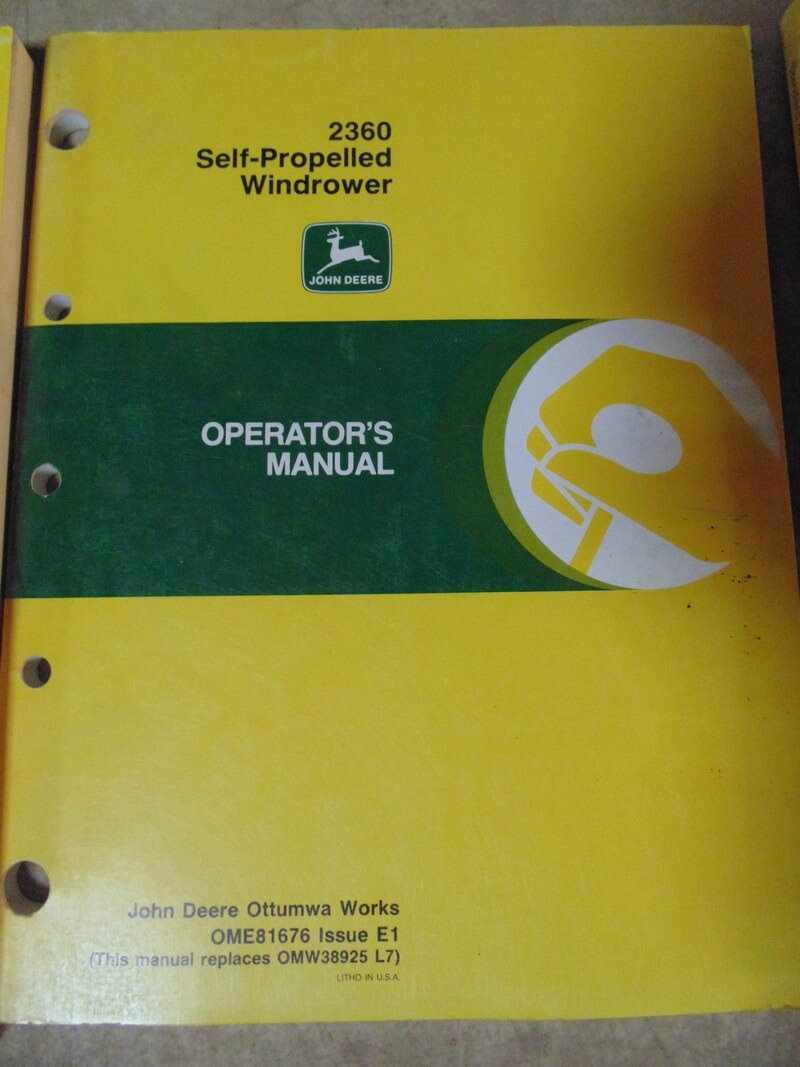 2360
Self-Propelled
Windrower
JOHN DEERE
OPERATOR'S
MANUAL
John Deere Ottumwa Works
OME81676 Issue E1
(This manual replaces OMW38925 L7)
LITHO IN U.S.A.